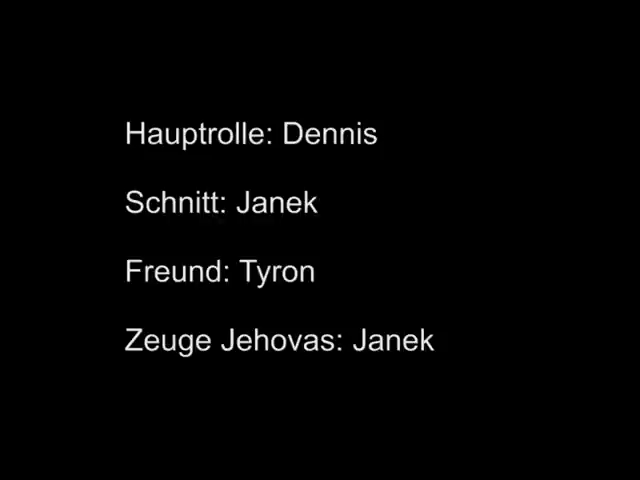 Hauptrolle: Dennis
Schnitt: Janek
Freund: Tyron
Zeuge Jehovas: Janek